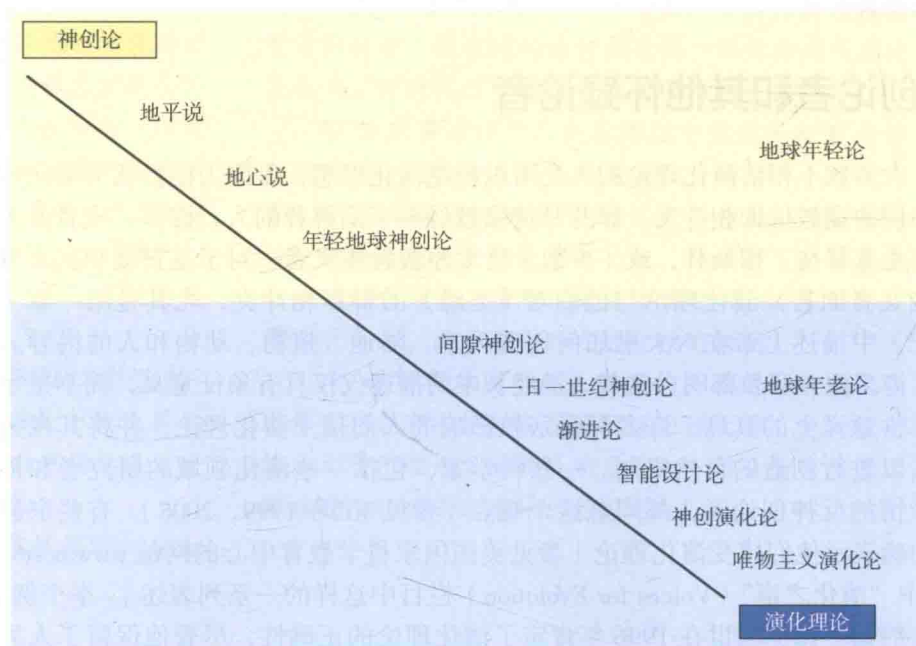 神创论
地平说
地球年轻论
地心说
年轻地球神创论
间隙神创论
一日一世纪神创论
地球年老论
渐进论
智能设计论
神创演化论
唯物主义演化论
演化理论